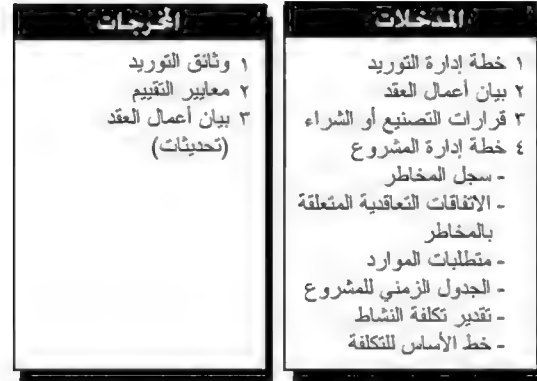 المدخلات
١ خطة إدارة التوريد
٢ بيان أعمال العقد
٣ قرارات التصنيع أو الشراء
٤ خطة إدارة المشروع
- سجل المخاطر
- الاتفاقات التعاقدية المتعلقة
بالمخاطر
- متطلبات الموارد
- الجدول الزمني للمشروع
- تقدير تكلفة النشاط
- خط الأساس للتكلفة
المخرجات
١ وثائق التوريد
٢ معايير التقييم
٣ بيان أعمال العقد
(تحديثات)